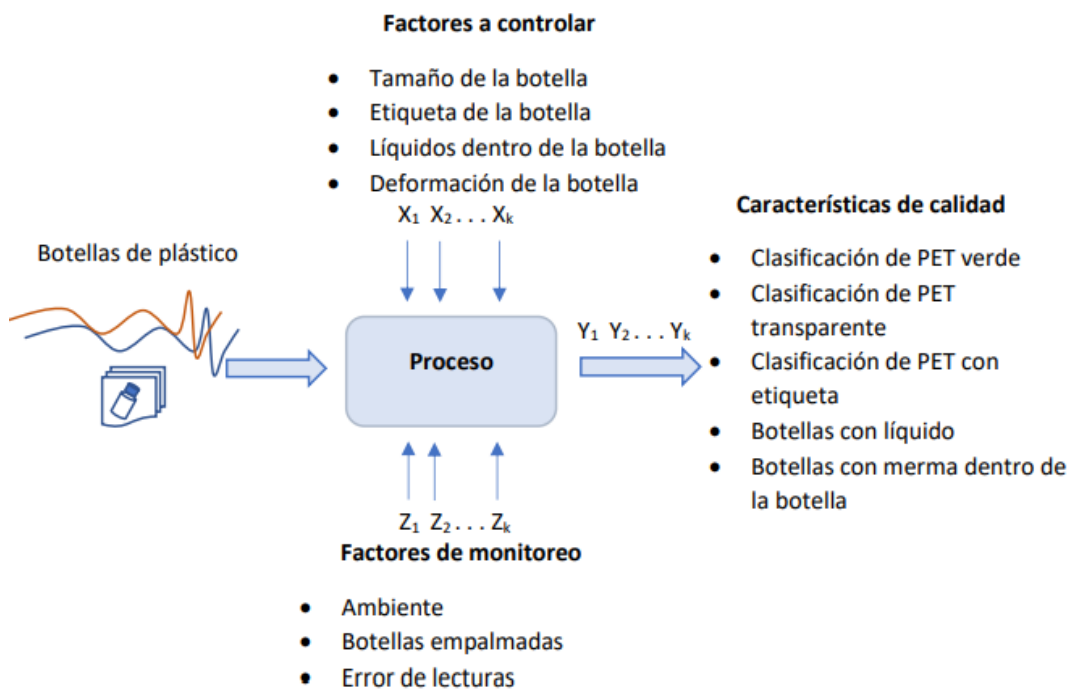 Factores a controlar
• Tamaño de la botella
• Etiqueta de la botella
• Líquidos dentro de la botella
• Deformación de la botella
X₁ X₂ . . . Xₖ
Botellas de plástico
Proceso
Y₁ Y₂ . . . Yₖ
Características de calidad
• Clasificación de PET verde
• Clasificación de PET
transparente
• Clasificación de PET con
etiqueta
• Botellas con líquido
• Botellas con merma dentro de
la botella
Z₁ Z₂ . . . Zₖ
Factores de monitoreo
• Ambiente
• Botellas empalmadas
• Error de lecturas